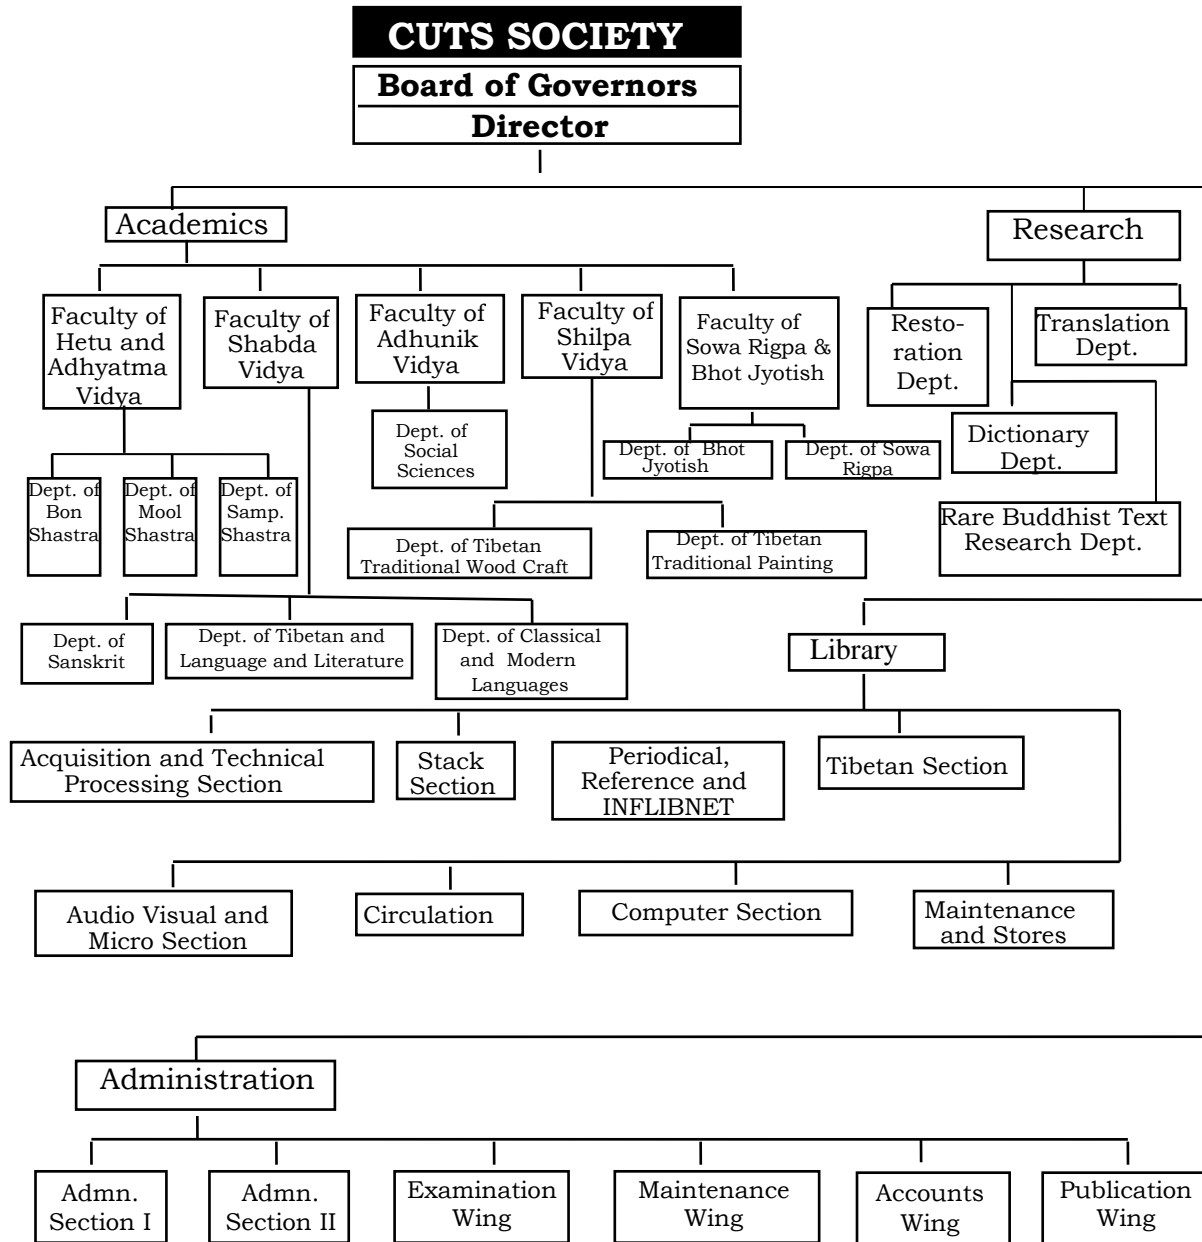 CUTS SOCIETY
Board of Governors
Director
Academics
Research
Faculty of
Hetu and
Adhyatma
Vidya
Faculty of
Shabda
Vidya
Faculty of
Adhunik
Vidya
Faculty of
Shilpa
Vidya
Faculty of
Sowa Rigpa &
Bhot Jyotish
Resto-
ration
Dept.
Translation
Dept.
Dept. of
Social
Sciences
Dept. of Bhot
Jyotish
Dept. of Sowa
Rigpa
Dictionary
Dept.
Dept. of
Bon
Shastra
Dept. of
Mool
Shastra
Dept. of
Samp.
Shastra
Dept. of Tibetan
Traditional Wood Craft
Dept. of Tibetan
Traditional Painting
Rare Buddhist Text
Research Dept.
Dept. of
Sanskrit
Dept. of Tibetan and
Language and Literature
Dept. of Classical
and Modern
Languages
Library
Acquisition and Technical
Processing Section
Stack
Section
Periodical,
Reference and
INFLIBNET
Tibetan Section
Audio Visual and
Micro Section
Circulation
Computer Section
Maintenance
and Stores
Administration
Admn.
Section I
Admn.
Section II
Examination
Wing
Maintenance
Wing
Accounts
Wing
Publication
Wing